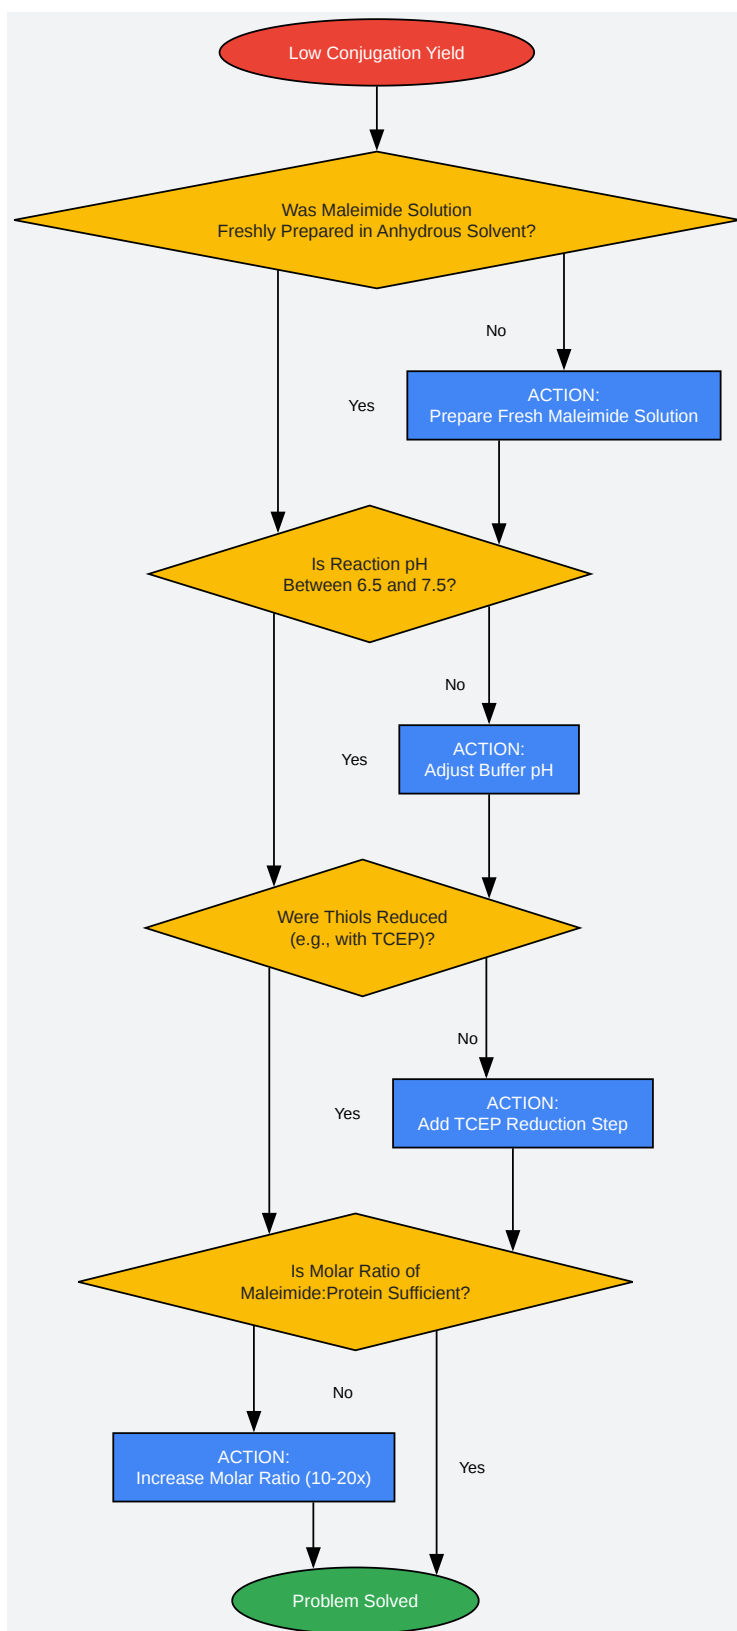 Low Conjugation Yield
Was Maleimide Solution
Freshly Prepared in Anhydrous Solvent?
No
Yes
ACTION:
Prepare Fresh Maleimide Solution
Is Reaction pH
Between 6.5 and 7.5?
No
Yes
ACTION:
Adjust Buffer pH
Were Thiols Reduced
(e.g., with TCEP)?
No
Yes
ACTION:
Add TCEP Reduction Step
Is Molar Ratio of
Maleimide:Protein Sufficient?
No
ACTION:
Increase Molar Ratio (10-20x)
Yes
Problem Solved